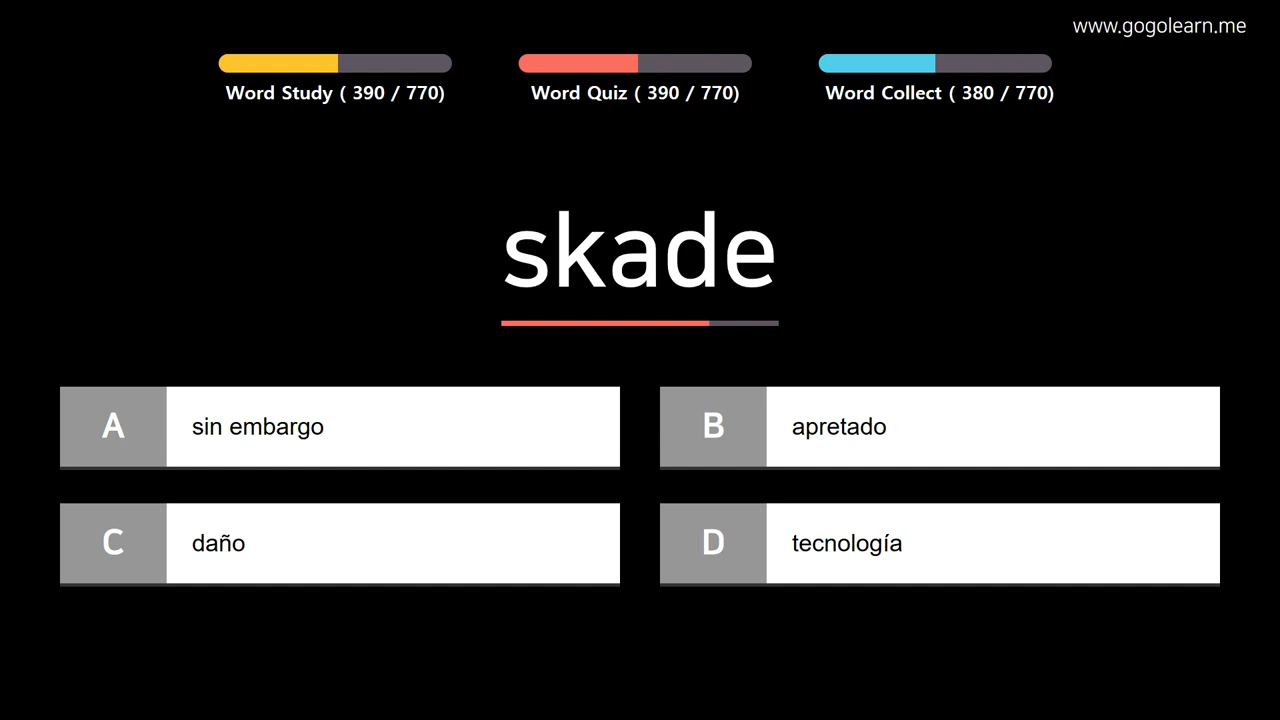 www.gogolearn.me
Word Study ( 390 / 770)
Word Quiz ( 390 / 770)
Word Collect ( 380 / 770)
skade
A sin embargo
B apretado
C daño
D tecnología